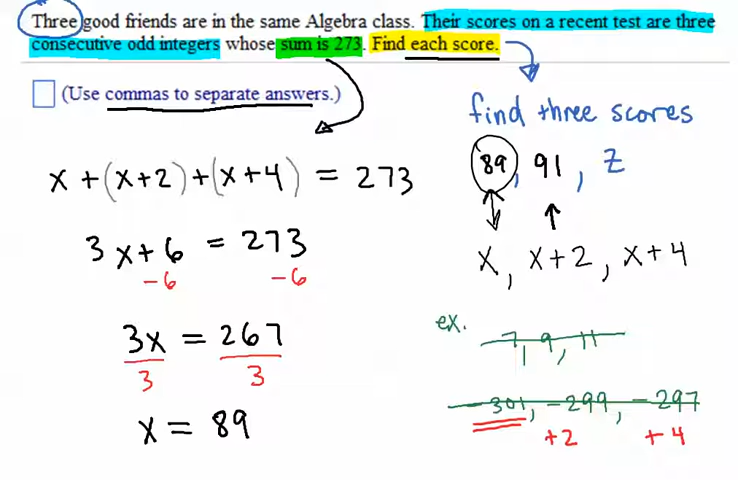 Three good friends are in the same Algebra class. Their scores on a recent test are three
consecutive odd integers whose sum is 273. Find each score.
(Use commas to separate answers.)
find three scores
89, 91, Z
x, x+2, x+4
x + (x+2) + (x+4) = 273
3x+6 = 273
-6 -6
3x = 267
3 3
x = 89
ex.
7, 9, 11
-301, -299, -297
+2 +4